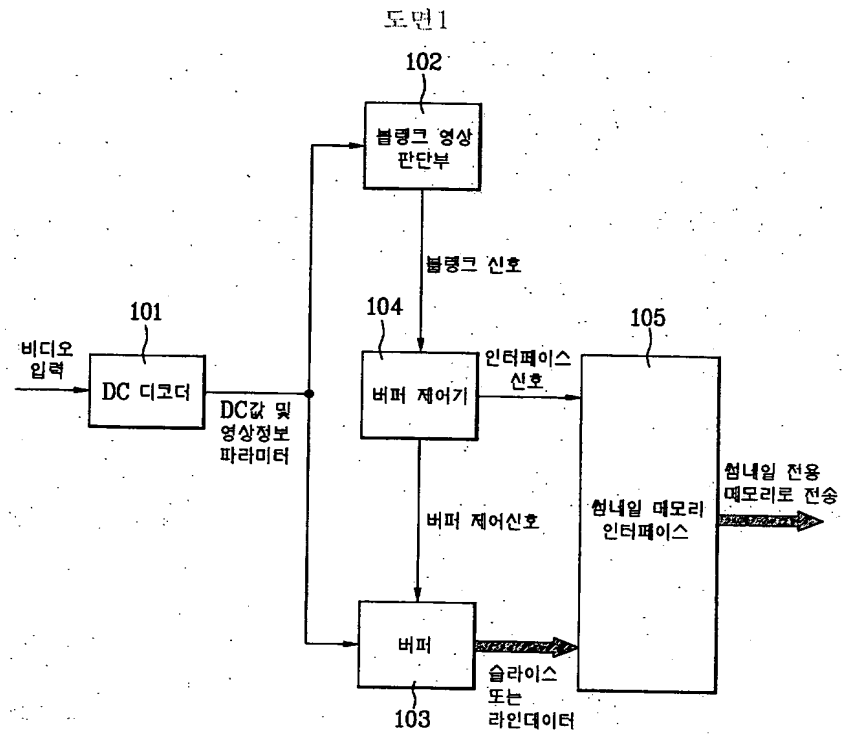 도면1
102
블랭크 영상
판단부
블랭크 신호
101
비디오
입력
DC 디코더
DC값 및
영상정보
파라미터
104
버퍼 제어기
인터페이스
신호
105
썸네일 메모리
인터페이스
썸네일 전용
메모리로 전송
버퍼 제어신호
버퍼
103
슬라이스
또는
라인데이터